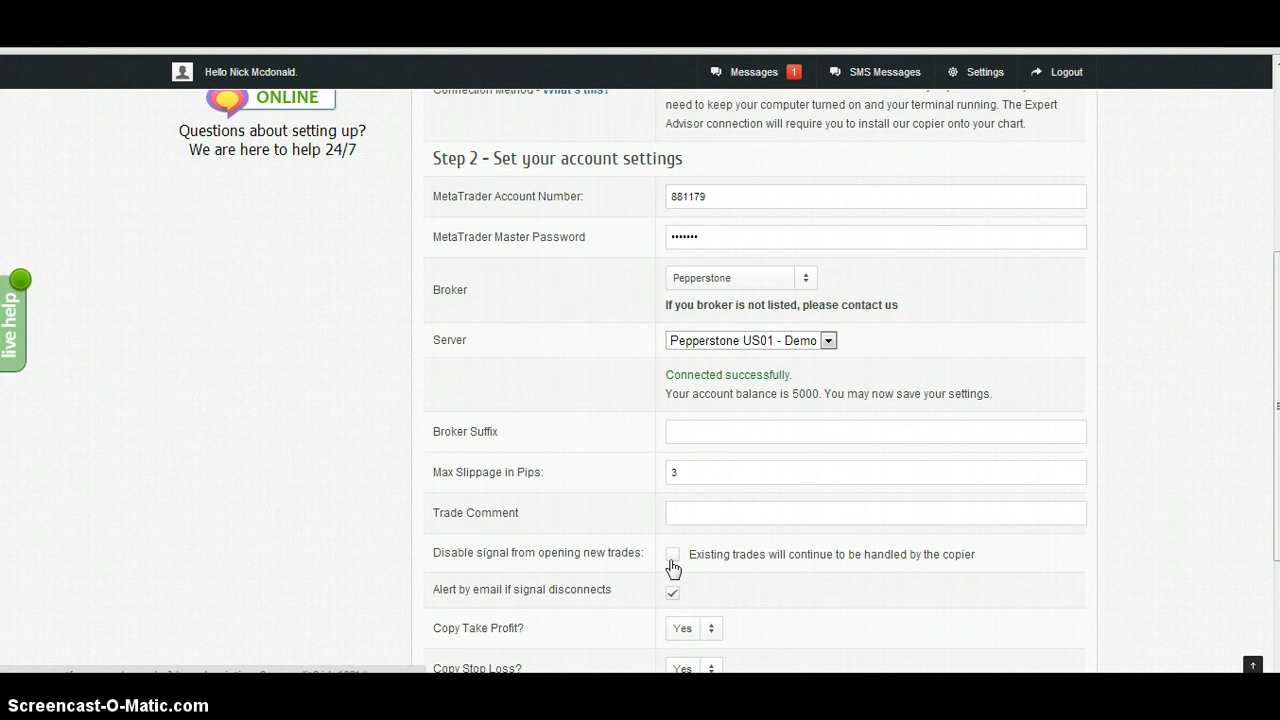 Hello Nick Mcdonald.
Messages 1
SMS Messages
Settings
Logout
ONLINE
Questions about setting up?
We are here to help 24/7
live help
Connection Method - What's this?
need to keep your computer turned on and your terminal running. The Expert
Advisor connection will require you to install our copier onto your chart.
Step 2 - Set your account settings
MetaTrader Account Number: 881179
MetaTrader Master Password •••••••
Broker Pepperstone
If you broker is not listed, please contact us
Server Pepperstone US01 - Demo
Connected successfully.
Your account balance is 5000. You may now save your settings.
Broker Suffix
Max Slippage in Pips: 3
Trade Comment
Disable signal from opening new trades: Existing trades will continue to be handled by the copier
Alert by email if signal disconnects
Copy Take Profit? Yes
Copy Stop Loss? Yes
Screencast-O-Matic.com